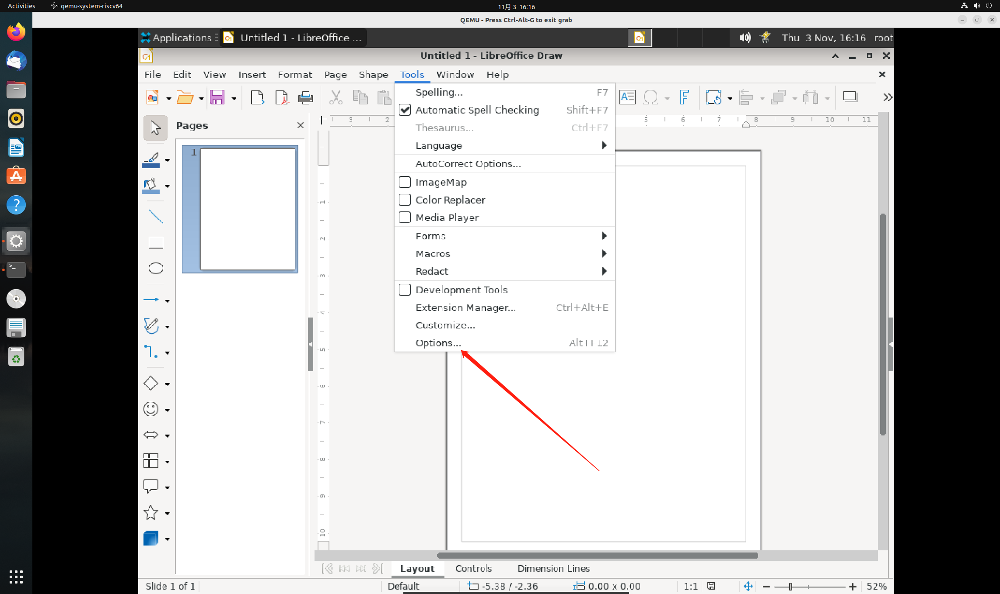 Activities qemu-system-riscv64 11月 3 16:16
QEMU - Press Ctrl-Alt-G to exit grab
Applications Untitled 1 - LibreOffice ... Thu 3 Nov, 16:16 root
Untitled 1 - LibreOffice Draw
File Edit View Insert Format Page Shape Tools Window Help
Spelling... F7
Automatic Spell Checking Shift+F7
Thesaurus... Ctrl+F7
Language
AutoCorrect Options...
ImageMap
Color Replacer
Media Player
Forms
Macros
Redact
Development Tools
Extension Manager... Ctrl+Alt+E
Customize...
Options... Alt+F12
Pages
1
3 2 5 6 7 8 9 10 11
1
2
3
4
5
6
7
8
9
10
Layout Controls Dimension Lines
Slide 1 of 1 Default -5.38 / -2.36 0.00 x 0.00 1:1 52%